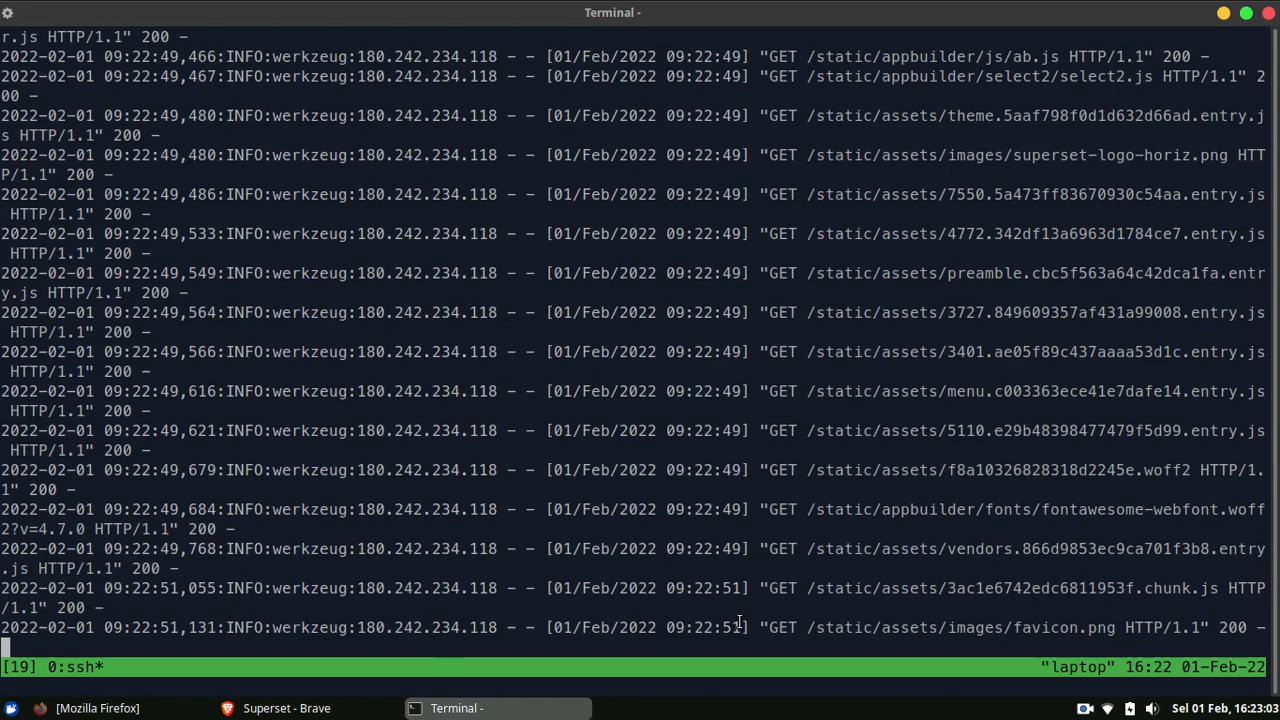 Terminal -
r.js HTTP/1.1" 200 -
2022-02-01 09:22:49,466:INFO:werkzeug:180.242.234.118 - - [01/Feb/2022 09:22:49] "GET /static/appbuilder/js/ab.js HTTP/1.1" 200 -
2022-02-01 09:22:49,467:INFO:werkzeug:180.242.234.118 - - [01/Feb/2022 09:22:49] "GET /static/appbuilder/select2/select2.js HTTP/1.1" 2
00 -
2022-02-01 09:22:49,480:INFO:werkzeug:180.242.234.118 - - [01/Feb/2022 09:22:49] "GET /static/assets/theme.5aaf798f0d1d632d66ad.entry.j
s HTTP/1.1" 200 -
2022-02-01 09:22:49,480:INFO:werkzeug:180.242.234.118 - - [01/Feb/2022 09:22:49] "GET /static/assets/images/superset-logo-horiz.png HTT
P/1.1" 200 -
2022-02-01 09:22:49,486:INFO:werkzeug:180.242.234.118 - - [01/Feb/2022 09:22:49] "GET /static/assets/7550.5a473ff83670930c54aa.entry.js
 HTTP/1.1" 200 -
2022-02-01 09:22:49,533:INFO:werkzeug:180.242.234.118 - - [01/Feb/2022 09:22:49] "GET /static/assets/4772.342df13a6963d1784ce7.entry.js
 HTTP/1.1" 200 -
2022-02-01 09:22:49,549:INFO:werkzeug:180.242.234.118 - - [01/Feb/2022 09:22:49] "GET /static/assets/preamble.cbc5f563a64c42dca1fa.entr
y.js HTTP/1.1" 200 -
2022-02-01 09:22:49,564:INFO:werkzeug:180.242.234.118 - - [01/Feb/2022 09:22:49] "GET /static/assets/3727.849609357af431a99008.entry.js
 HTTP/1.1" 200 -
2022-02-01 09:22:49,566:INFO:werkzeug:180.242.234.118 - - [01/Feb/2022 09:22:49] "GET /static/assets/3401.ae05f89c437aaaa53d1c.entry.js
 HTTP/1.1" 200 -
2022-02-01 09:22:49,616:INFO:werkzeug:180.242.234.118 - - [01/Feb/2022 09:22:49] "GET /static/assets/menu.c003363ece41e7dafe14.entry.js
 HTTP/1.1" 200 -
2022-02-01 09:22:49,621:INFO:werkzeug:180.242.234.118 - - [01/Feb/2022 09:22:49] "GET /static/assets/5110.e29b48398477479f5d99.entry.js
 HTTP/1.1" 200 -
2022-02-01 09:22:49,679:INFO:werkzeug:180.242.234.118 - - [01/Feb/2022 09:22:49] "GET /static/assets/f8a10326828318d2245e.woff2 HTTP/1.
1" 200 -
2022-02-01 09:22:49,684:INFO:werkzeug:180.242.234.118 - - [01/Feb/2022 09:22:49] "GET /static/appbuilder/fonts/fontawesome-webfont.woff
2?v=4.7.0 HTTP/1.1" 200 -
2022-02-01 09:22:49,768:INFO:werkzeug:180.242.234.118 - - [01/Feb/2022 09:22:49] "GET /static/assets/vendors.866d9853ec9ca701f3b8.entry
.js HTTP/1.1" 200 -
2022-02-01 09:22:51,055:INFO:werkzeug:180.242.234.118 - - [01/Feb/2022 09:22:51] "GET /static/assets/3ac1e6742edc6811953f.chunk.js HTTP
/1.1" 200 -
2022-02-01 09:22:51,131:INFO:werkzeug:180.242.234.118 - - [01/Feb/2022 09:22:51] "GET /static/assets/images/favicon.png HTTP/1.1" 200 -
[19] 0:ssh* "laptop" 16:22 01-Feb-22
[Mozilla Firefox] Superset - Brave Terminal - Sel 01 Feb, 16:23:03